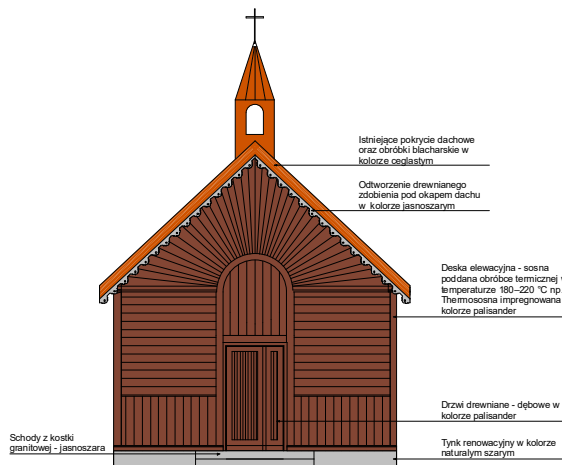 Istniejące pokrycie dachowe
oraz obróbki blacharskie w
kolorze ceglastym
Odtworzenie drewnianego
zdobienia pod okapem dachu
w kolorze jasnoszarym
Deska elewacyjna - sosna
poddana obróbce termicznej w
temperaturze 180–220 °C np.
Thermososna impregnowana
kolorze palisander
Drzwi drewniane - dębowe w
kolorze palisander
Schody z kostki
granitowej - jasnoszara
Tynk renowacyjny w kolorze
naturalym szarym